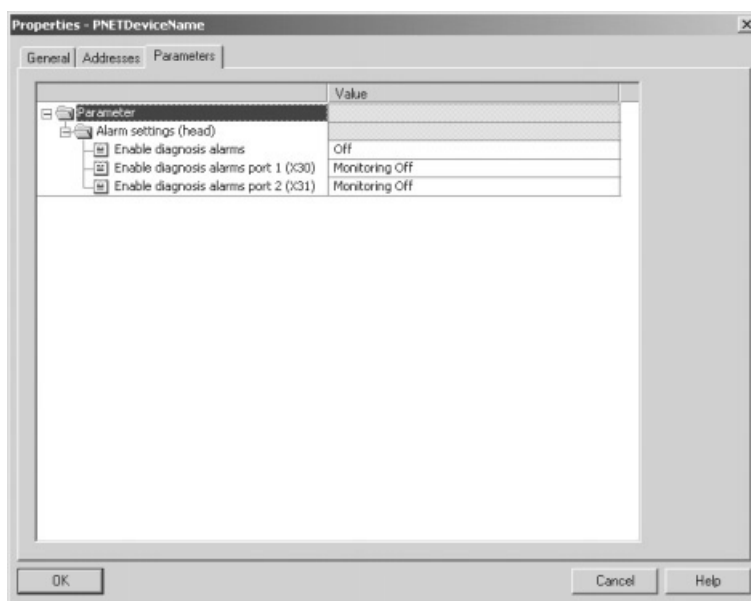 Properties - PNETDeviceName
General Addresses Parameters
Value
Parameter
Alarm settings (head)
Enable diagnosis alarms Off
Enable diagnosis alarms port 1 (X30) Monitoring Off
Enable diagnosis alarms port 2 (X31) Monitoring Off
OK Cancel Help